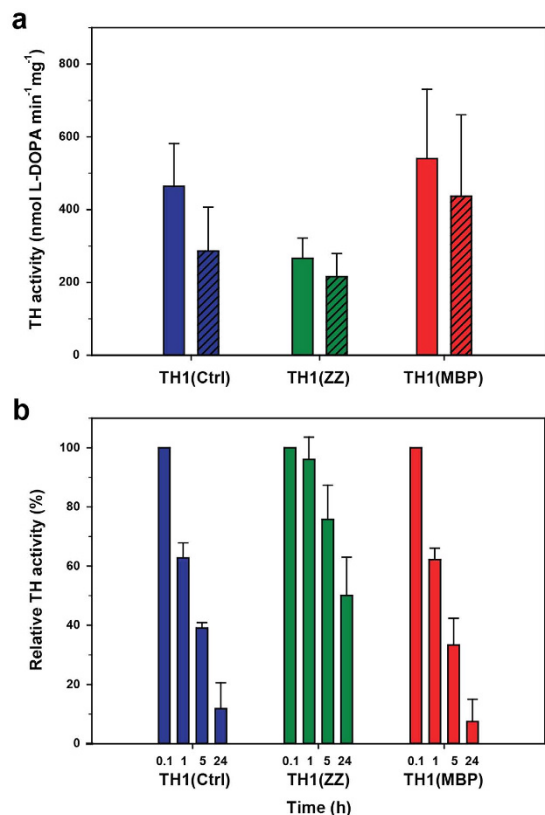 a
TH activity (nmol L-DOPA min⁻¹mg⁻¹)
800
600
400
200
0
TH1(Ctrl) TH1(ZZ) TH1(MBP)
b
Relative TH activity (%)
100
80
60
40
20
0
0.1 1 5 24 0.1 1 5 24 0.1 1 5 24
TH1(Ctrl) TH1(ZZ) TH1(MBP)
Time (h)